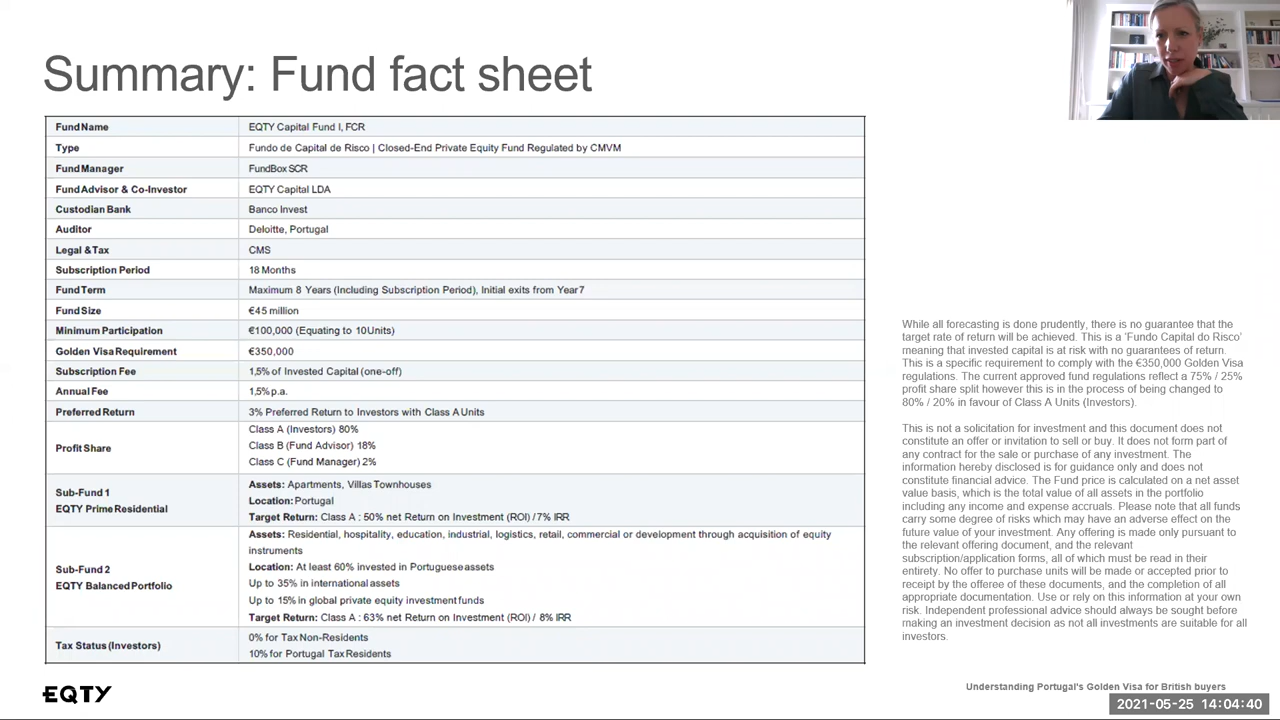 Summary: Fund fact sheet
Fund Name EQTY Capital Fund I, FCR
Type Fundo de Capital de Risco | Closed-End Private Equity Fund Regulated by CMVM
Fund Manager FundBox SCR
Fund Advisor & Co-Investor EQTY Capital LDA
Custodian Bank Banco Invest
Auditor Deloitte, Portugal
Legal & Tax CMS
Subscription Period 18 Months
Fund Term Maximum 8 Years (Including Subscription Period), Initial exits from Year 7
Fund Size €45 million
Minimum Participation €100,000 (Equating to 10 Units)
Golden Visa Requirement €350,000
Subscription Fee 1,5% of Invested Capital (one-off)
Annual Fee 1,5% p.a.
Preferred Return 3% Preferred Return to Investors with Class A Units
Profit Share
Class A (Investors) 80%
Class B (Fund Advisor) 18%
Class C (Fund Manager) 2%
Sub-Fund 1
EQTY Prime Residential
Assets: Apartments, Villas Townhouses
Location: Portugal
Target Return: Class A : 50% net Return on Investment (ROI) / 7% IRR
Sub-Fund 2
EQTY Balanced Portfolio
Assets: Residential, hospitality, education, industrial, logistics, retail, commercial or development through acquisition of equity
instruments
Location: At least 60% invested in Portuguese assets
Up to 35% in international assets
Up to 15% in global private equity investment funds
Target Return: Class A : 63% net Return on Investment (ROI) / 8% IRR
Tax Status (Investors)
0% for Tax Non-Residents
10% for Portugal Tax Residents
While all forecasting is done prudently, there is no guarantee that the
target rate of return will be achieved. This is a ‘Fundo Capital do Risco’
meaning that invested capital is at risk with no guarantees of return.
This is a specific requirement to comply with the €350,000 Golden Visa
regulations. The current approved fund regulations reflect a 75% / 25%
profit share split however this is in the process of being changed to
80% / 20% in favour of Class A Units (Investors).
This is not a solicitation for investment and this document does not
constitute an offer or invitation to sell or buy. It does not form part of
any contract for the sale or purchase of any investment. The
information hereby disclosed is for guidance only and does not
constitute financial advice. The Fund price is calculated on a net asset
value basis, which is the total value of all assets in the portfolio
including any income and expense accruals. Please note that all funds
carry some degree of risks which may have an adverse effect on the
future value of your investment. Any offering is made only pursuant to
the relevant offering document, and the relevant
subscription/application forms, all of which must be read in their
entirety. No offer to purchase units will be made or accepted prior to
receipt by the offeree of these documents, and the completion of all
appropriate documentation. Use or rely on this information at your own
risk. Independent professional advice should always be sought before
making an investment decision as not all investments are suitable for all
investors.
EQTY
Understanding Portugal's Golden Visa for British buyers
2021-05-25 14:04:40